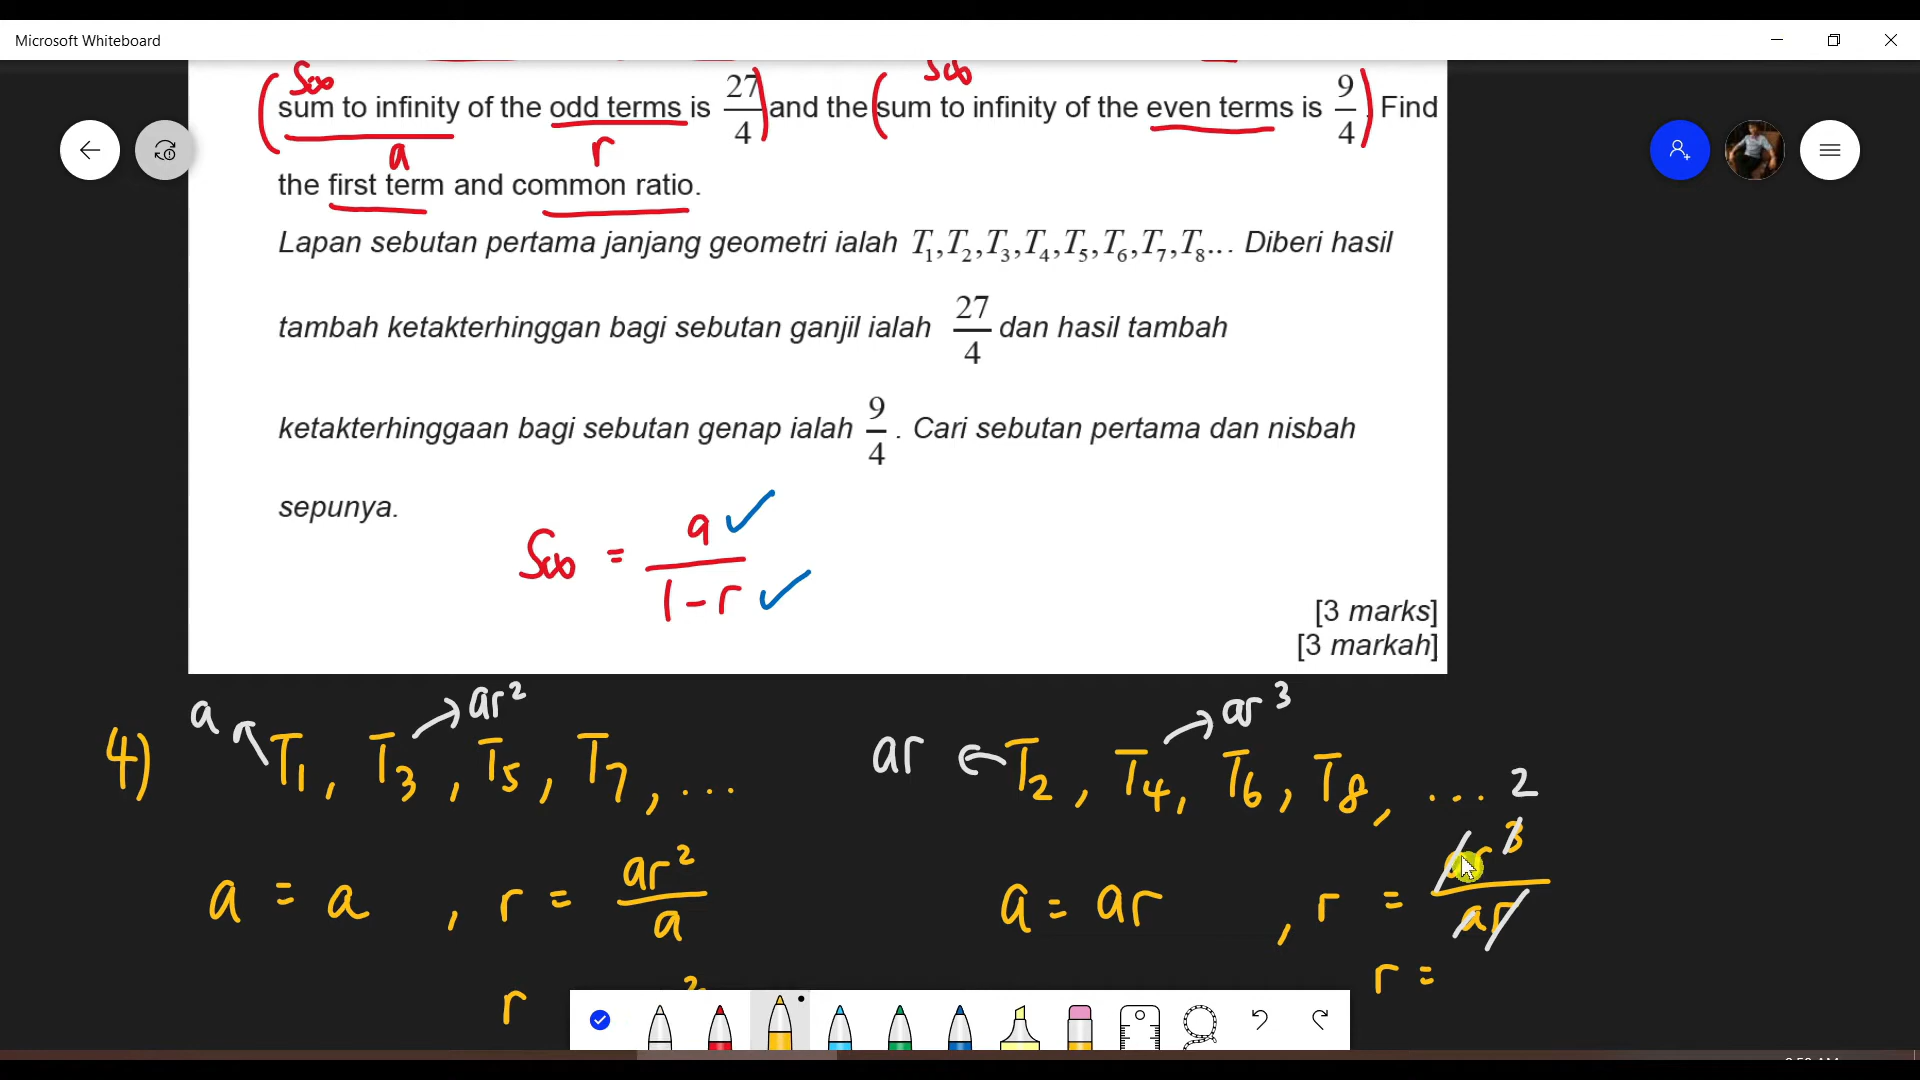 Microsoft Whiteboard
S∞ S∞
sum to infinity of the odd terms is 27/4 and the sum to infinity of the even terms is 9/4. Find
a r
the first term and common ratio.
Lapan sebutan pertama janjang geometri ialah T₁,T₂,T₃,T₄,T₅,T₆,T₇,T₈... Diberi hasil
tambah ketakterhinggan bagi sebutan ganjil ialah 27/4 dan hasil tambah
ketakterhinggaan bagi sebutan genap ialah 9/4 . Cari sebutan pertama dan nisbah
sepunya.
S∞ = a/(1-r)
[3 marks]
[3 markah]
a ar² ar³
4) T₁, T₃, T₅, T₇, ... ar T₂, T₄, T₆, T₈, ...
2
a = a , r = ar²/a a = ar , r = ar³/ar
r 2 r =